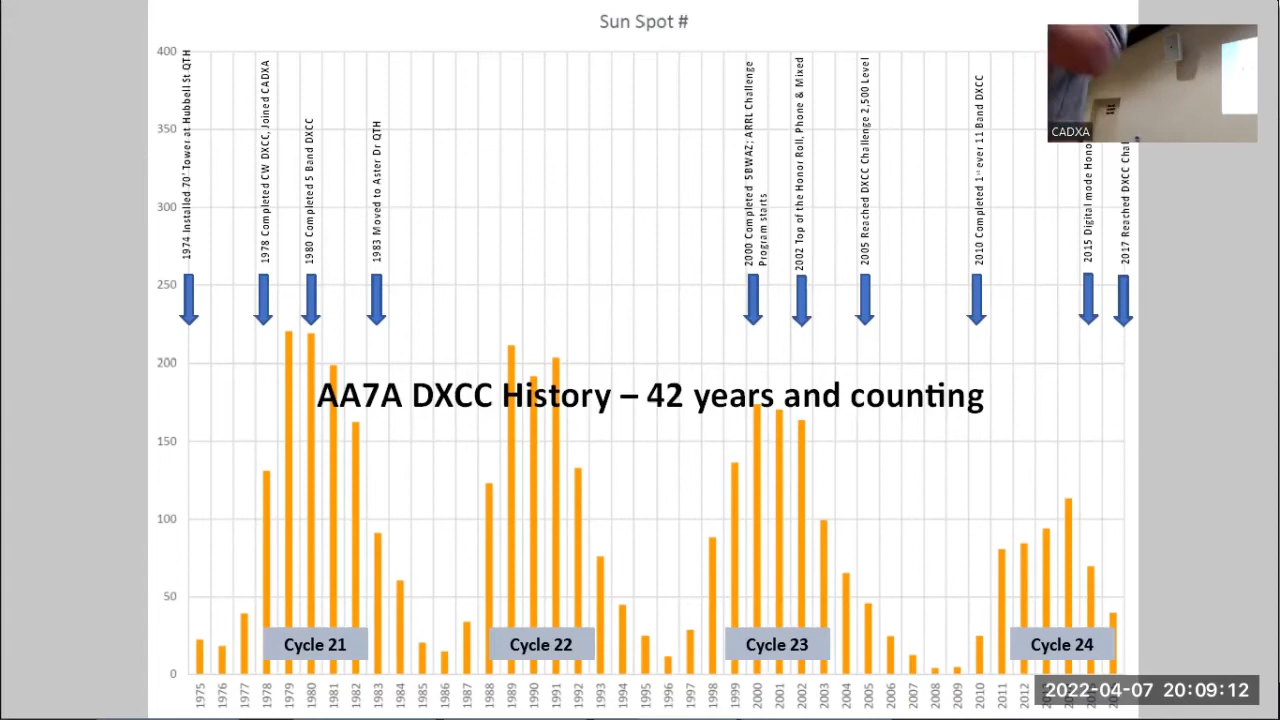 Sun Spot #
400
350
300
250
200
150
100
50
0
1974 Installed 70' Tower at Hubbell St QTH
1978 Completed CW DXCC, Joined CADXA
1980 Completed 5 Band DXCC
1983 Moved to Aster Dr QTH
2000 Completed 5BWAZ; ARRL Challenge
Program starts
2002 Top of the Honor Roll, Phone & Mixed
2005 Reached DXCC Challenge 2,500 Level
2010 Completed 1st ever 11 Band DXCC
2015 Digital mode
2017 Reached DXCC
CADXA
AA7A DXCC History – 42 years and counting
Cycle 21
Cycle 22
Cycle 23
Cycle 24
1975
1976
1977
1978
1979
1980
1981
1982
1983
1984
1985
1986
1987
1988
1989
1990
1991
1992
1993
1994
1995
1996
1997
1998
1999
2000
2001
2002
2003
2004
2005
2006
2007
2008
2009
2010
2011
2012
2022-04-07 20:09:12